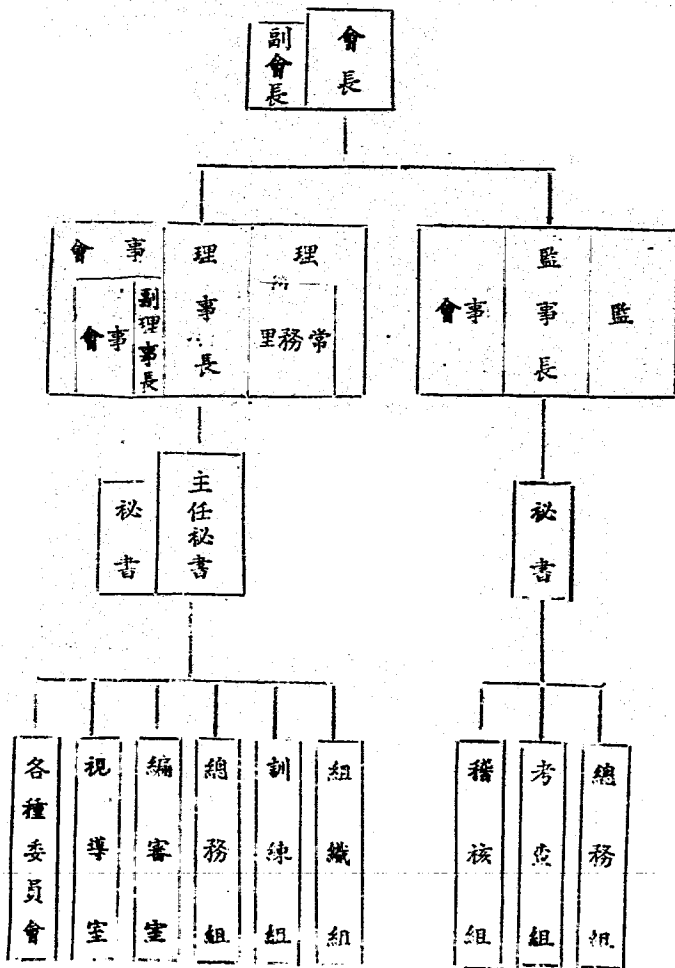 會長
副會長
監事會
監事長
理事會
理事長
常務理事會
副理事長
秘書
主任秘書
秘書
總務組
考查組
稽核組
組織組
訓練組
總務組
編審室
視導室
各種委員會